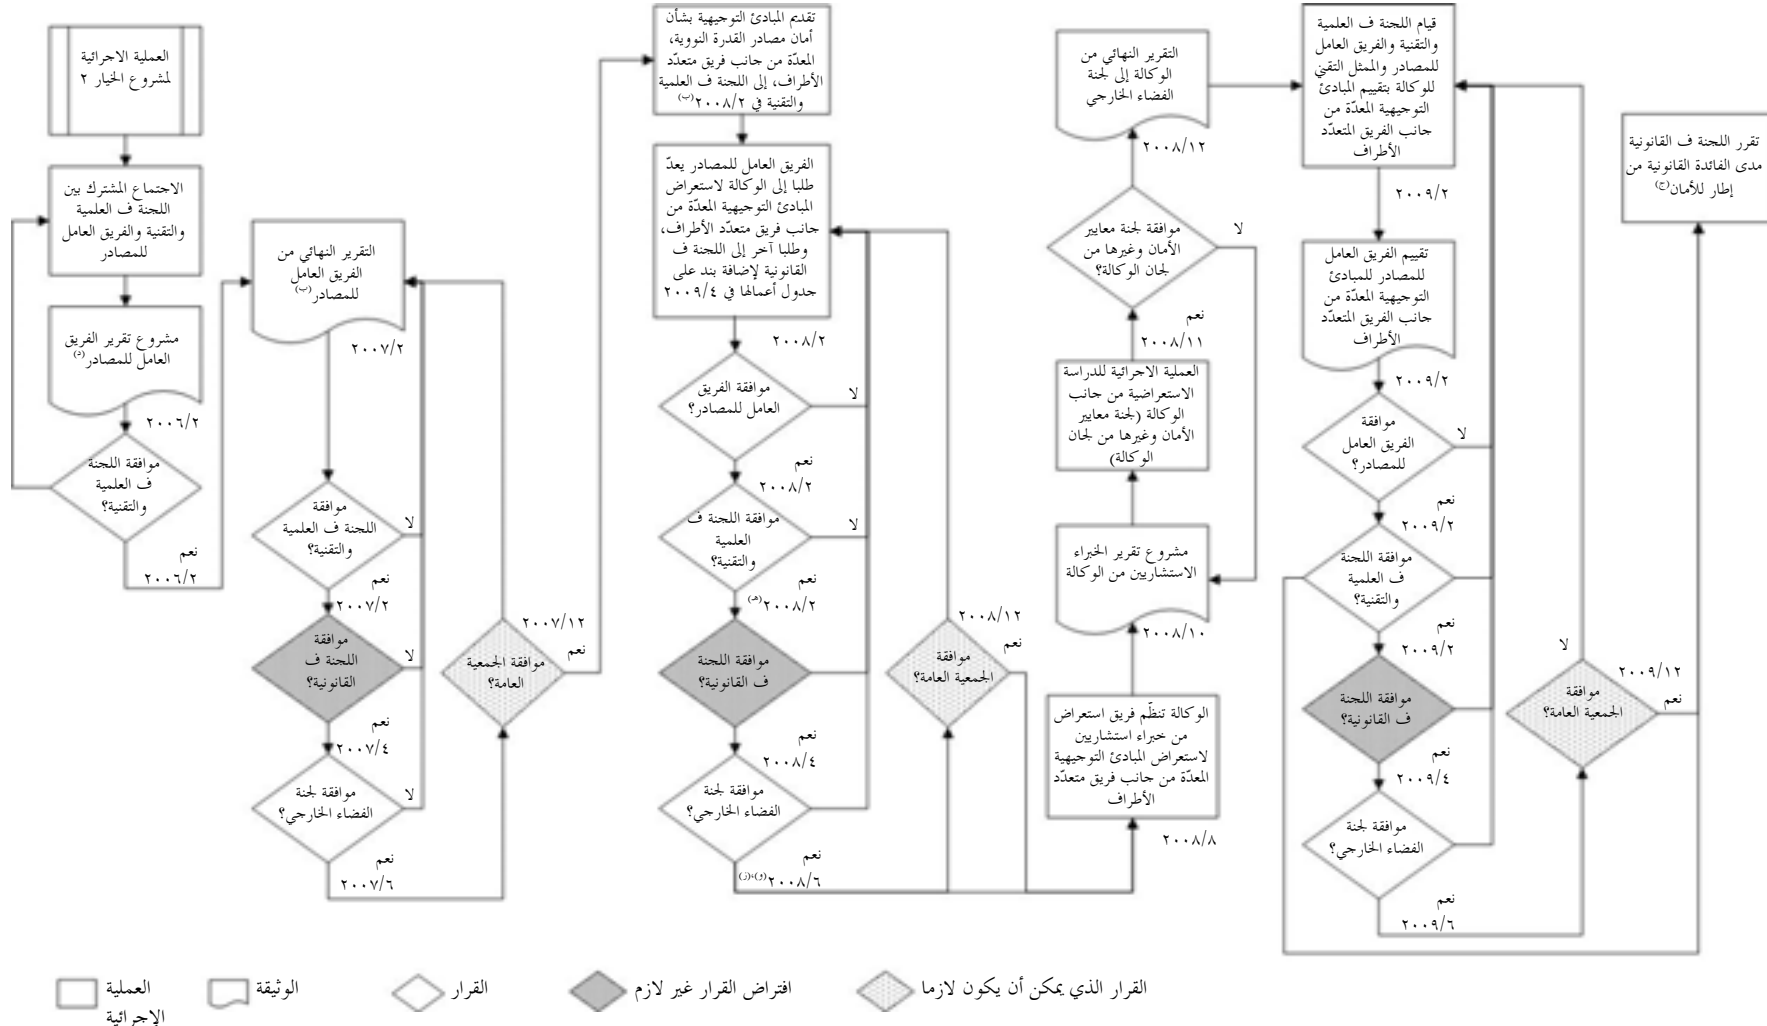 العملية الاجرائية
لمشروع الخيار ٢
الاجتماع المشترك بين
اللجنة ف العلمية
والتقنية والفريق العامل
للمصادر
مشروع تقرير الفريق
العامل للمصادر(د)
٢٠٠٦/٢
موافقة اللجنة
ف العلمية
والتقنية؟
نعم
٢٠٠٦/٢
التقرير النهائي من
الفريق العامل
للمصادر(ب)
٢٠٠٧/٢
موافقة
اللجنة ف العلمية
والتقنية؟
لا
نعم
٢٠٠٧/٢
موافقة
اللجنة ف
القانونية؟
لا
نعم
٢٠٠٧/٤
موافقة لجنة
الفضاء الخارجي؟
لا
نعم
٢٠٠٧/٦
٢٠٠٧/١٢
موافقة الجمعية
العامة؟
نعم
تقديم المبادئ التوجيهية بشأن
أمان مصادر القدرة النووية،
المعدّة من جانب فريق متعدّد
الأطراف، إلى اللجنة ف العلمية
والتقنية في ٢٠٠٨/٢(ب)
الفريق العامل للمصادر يعدّ
طلبا إلى الوكالة لاستعراض
المبادئ التوجيهية المعدّة من
جانب فريق متعدّد الأطراف،
وطلبا آخر إلى اللجنة ف
القانونية لإضافة بند على
جدول أعمالها في ٢٠٠٩/٤
٢٠٠٨/٢
موافقة الفريق
العامل للمصادر؟
لا
نعم
٢٠٠٨/٢
موافقة اللجنة ف
العلمية
والتقنية؟
لا
نعم
٢٠٠٨/٢(هـ)
موافقة اللجنة
ف القانونية؟
نعم
٢٠٠٨/٤
موافقة لجنة
الفضاء الخارجي؟
نعم
٢٠٠٨/٦(و)،(ز)
٢٠٠٨/١٢
نعم
موافقة
الجمعية العامة؟
التقرير النهائي من
الوكالة إلى لجنة
الفضاء الخارجي
٢٠٠٨/١٢
موافقة لجنة معايير
الأمان وغيرها من
لجان الوكالة؟
لا
نعم
٢٠٠٨/١١
العملية الاجرائية للدراسة
الاستعراضية من جانب
الوكالة (لجنة معايير
الأمان وغيرها من لجان
الوكالة)
مشروع تقرير الخبراء
الاستشاريين من الوكالة
٢٠٠٨/١٠
الوكالة تنظّم فريق استعراض
من خبراء استشاريين
لاستعراض المبادئ التوجيهية
المعدّة من جانب فريق متعدّد
الأطراف
٢٠٠٨/٨
قيام اللجنة ف العلمية
والتقنية والفريق العامل
للمصادر والممثل التقني
للوكالة بتقييم المبادئ
التوجيهية المعدّة من
جانب الفريق المتعدّد
الأطراف
٢٠٠٩/٢
تقييم الفريق العامل
للمصادر للمبادئ
التوجيهية المعدّة من
جانب الفريق المتعدّد
الأطراف
٢٠٠٩/٢
موافقة
الفريق العامل
للمصادر؟
لا
نعم
٢٠٠٩/٢
موافقة اللجنة
ف العلمية
والتقنية؟
نعم
٢٠٠٩/٢
موافقة اللجنة
ف القانونية؟
نعم
٢٠٠٩/٤
موافقة لجنة
الفضاء الخارجي؟
نعم
٢٠٠٩/٦
لا
٢٠٠٩/١٢
نعم
موافقة
الجمعية العامة؟
تقرر اللجنة ف القانونية
مدى الفائدة القانونية من
إطار للأمان(ج)
العملية
الإجرائية
الوثيقة
القرار
افتراض القرار غير لازم
القرار الذي يمكن أن يكون لازما